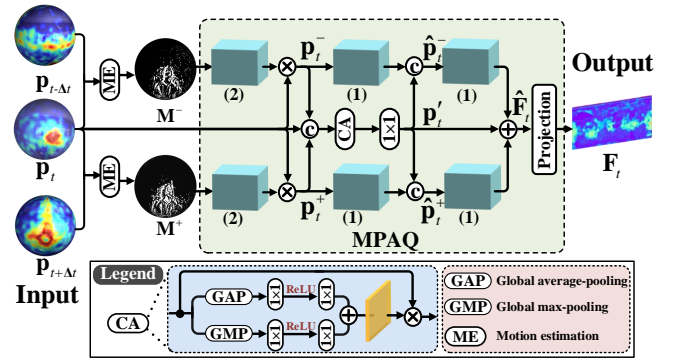 p_{t-Δt}
ME
M⁻
(2)
p_t^-
(1)
p̂_t^-
(1)
Output
p_t
C
CA
1×1
C
p_t'
F̂_t
Projection
F_t
ME
M⁺
(2)
p_t^+
(1)
C
p̂_t^+
(1)
p_{t+Δt}
MPAQ
Input
Legend
CA
GAP
1×1
ReLU
1×1
GMP
1×1
ReLU
1×1
GAP Global average-pooling
GMP Global max-pooling
ME Motion estimation